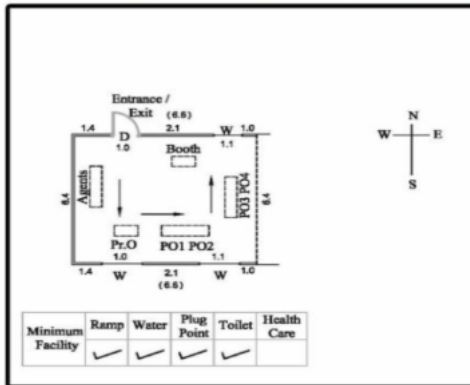 Entrance /
Exit (6.5)
1.4 D 2.1 W 1.0
1.0 1.1
Booth
N
W E
S
Agents
6.4
PO3 PO4
6.4
Pr.O PO1 PO2
1.0 1.1
1.4 W 2.1 W 1.0
(6.5)
Minimum Facility Ramp Water Plug Point Toilet Health Care